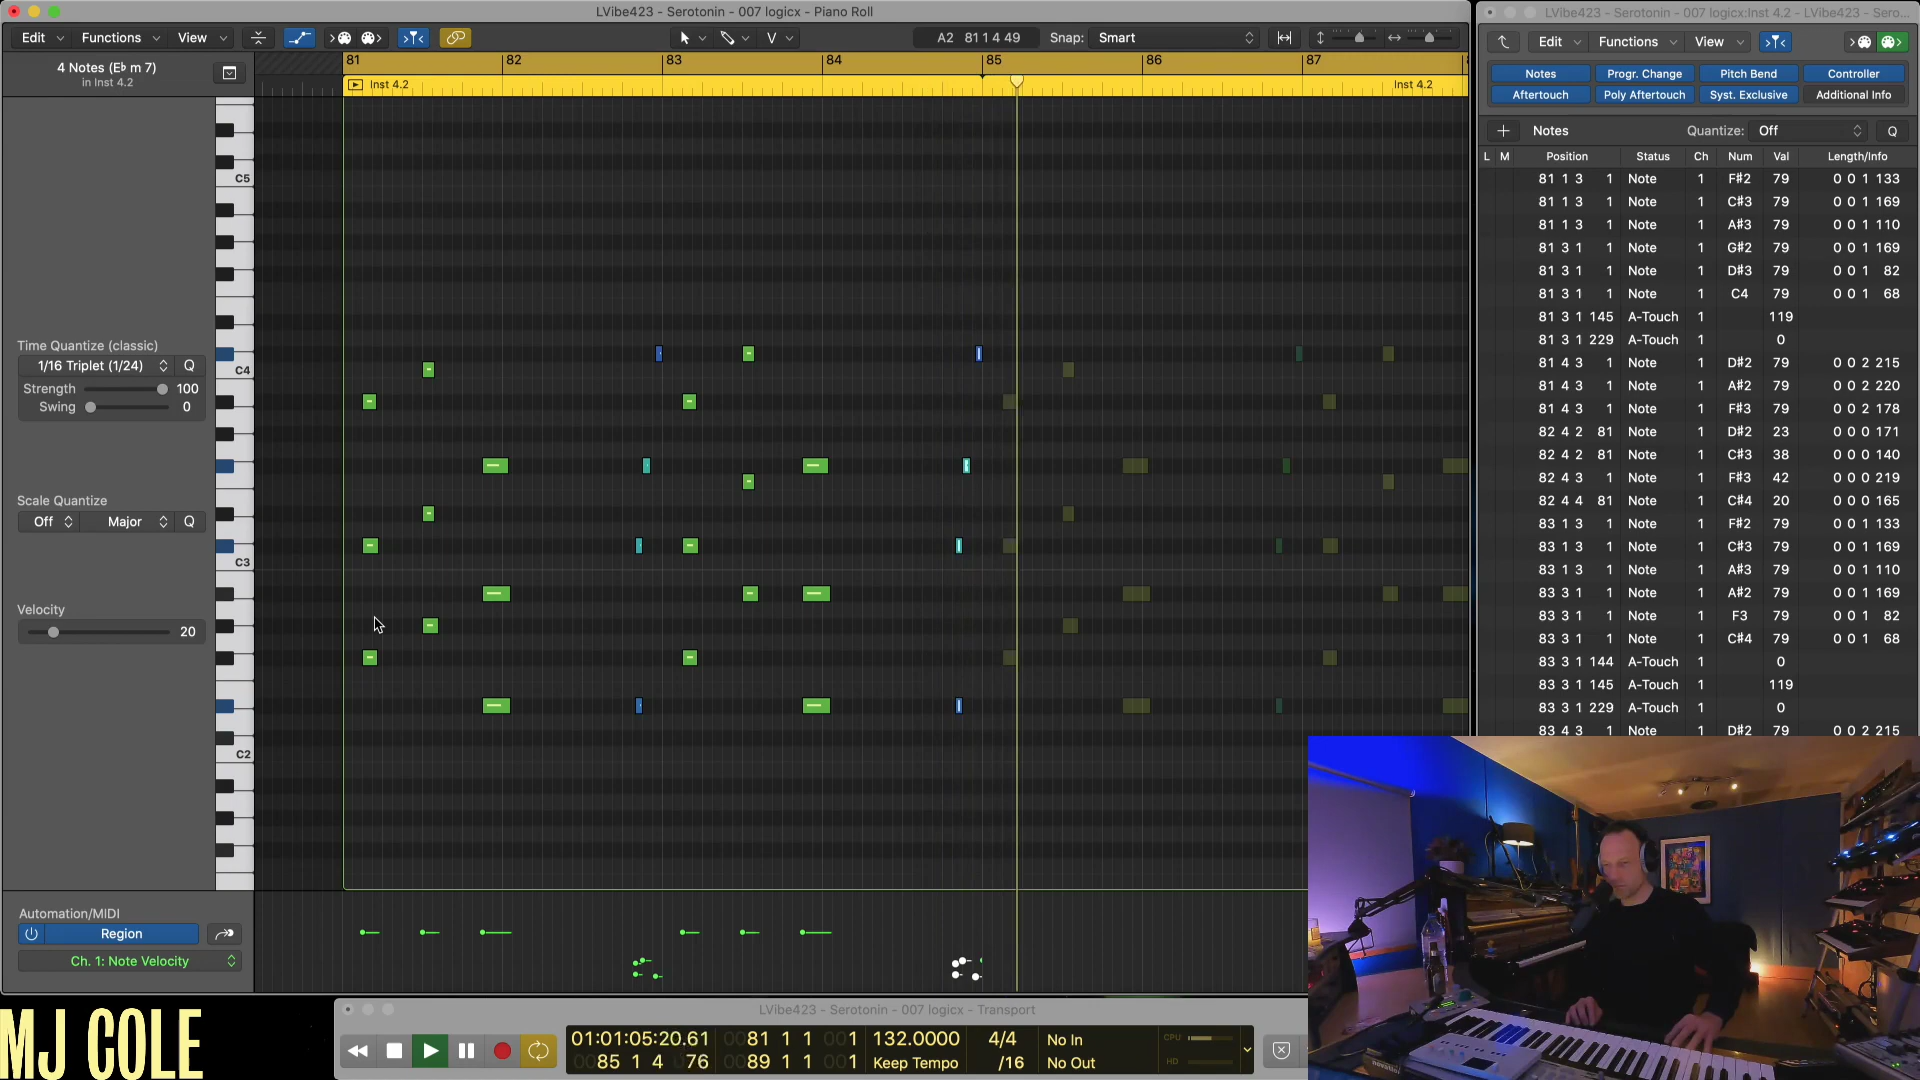 LVibe423 - Serotonin - 007 logicx - Piano Roll
Edit Functions View
A2 81 1 4 49 Snap: Smart
4 Notes (E♭ m 7)
in Inst 4.2
81 82 83 84 85 86 87
Inst 4.2 Inst 4.2
C5
C4
C3
C2
Time Quantize (classic)
1/16 Triplet (1/24) Q
Strength 100
Swing 0
Scale Quantize
Off Major Q
Velocity
20
Automation/MIDI
Region
Ch. 1: Note Velocity
LVibe423 - Serotonin - 007 logicx:Inst 4.2 - LVibe423 - Sero...
Edit Functions View
Notes Progr. Change Pitch Bend Controller
Aftertouch Poly Aftertouch Syst. Exclusive Additional Info
Notes Quantize: Off Q
L M Position Status Ch Num Val Length/Info
81 1 3 1 Note 1 F#2 79 0 0 1 133
81 1 3 1 Note 1 C#3 79 0 0 1 169
81 1 3 1 Note 1 A#3 79 0 0 1 110
81 3 1 1 Note 1 G#2 79 0 0 1 169
81 3 1 1 Note 1 D#3 79 0 0 1 82
81 3 1 1 Note 1 C4 79 0 0 1 68
81 3 1 145 A-Touch 1 119
81 3 1 229 A-Touch 1 0
81 4 3 1 Note 1 D#2 79 0 0 2 215
81 4 3 1 Note 1 A#2 79 0 0 2 220
81 4 3 1 Note 1 F#3 79 0 0 2 178
82 4 2 81 Note 1 D#2 23 0 0 0 171
82 4 2 81 Note 1 C#3 38 0 0 0 140
82 4 3 1 Note 1 F#3 42 0 0 0 219
82 4 4 81 Note 1 C#4 20 0 0 0 165
83 1 3 1 Note 1 F#2 79 0 0 1 133
83 1 3 1 Note 1 C#3 79 0 0 1 169
83 1 3 1 Note 1 A#3 79 0 0 1 110
83 3 1 1 Note 1 A#2 79 0 0 1 169
83 3 1 1 Note 1 F3 79 0 0 1 82
83 3 1 1 Note 1 C#4 79 0 0 1 68
83 3 1 144 A-Touch 1 0
83 3 1 145 A-Touch 1 119
83 3 1 229 A-Touch 1 0
83 4 3 1 Note 1 D#2 79 0 0 2 215
MJ COLE
LVibe423 - Serotonin - 007 logicx - Transport
01:01:05:20.61 0081 1 1 001 132.0000 4/4 No In CPU
0085 1 4 076 0089 1 1 001 Keep Tempo /16 No Out HD